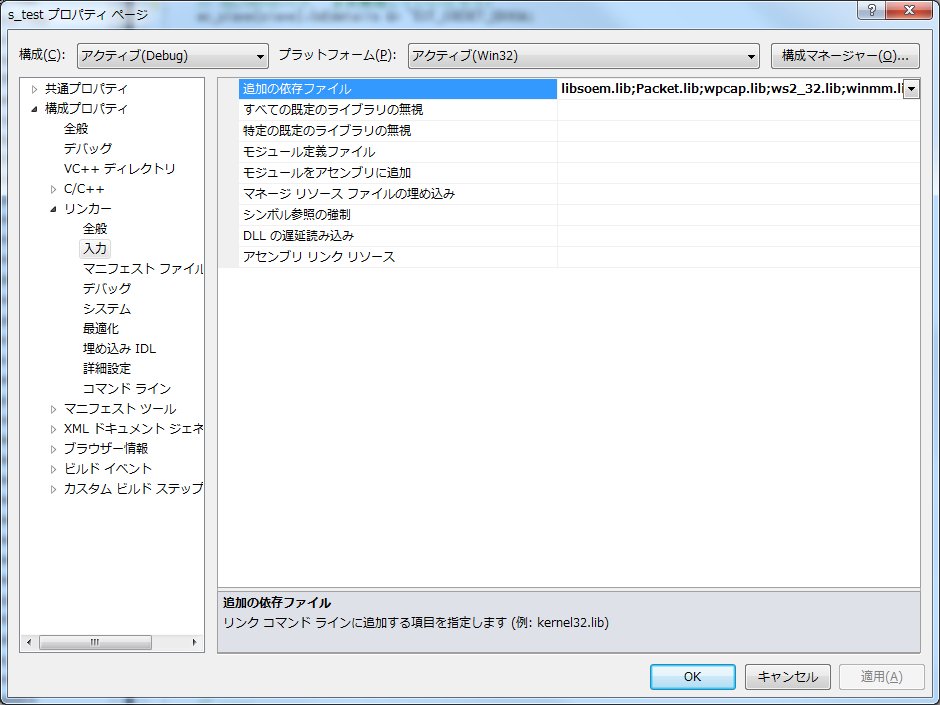 s_test プロパティ ページ
構成(C): アクティブ(Debug) プラットフォーム(P): アクティブ(Win32) 構成マネージャー(O)...
共通プロパティ
構成プロパティ
全般
デバッグ
VC++ ディレクトリ
C/C++
リンカー
全般
入力
マニフェスト ファイル
デバッグ
システム
最適化
埋め込み IDL
詳細設定
コマンド ライン
マニフェスト ツール
XML ドキュメント ジェネ
ブラウザー情報
ビルド イベント
カスタム ビルド ステップ
追加の依存ファイル libsoem.lib;Packet.lib;wpcap.lib;ws2_32.lib;winmm.li
すべての既定のライブラリの無視
特定の既定のライブラリの無視
モジュール定義ファイル
モジュールをアセンブリに追加
マネージ リソース ファイルの埋め込み
シンボル参照の強制
DLL の遅延読み込み
アセンブリ リンク リソース
追加の依存ファイル
リンク コマンド ラインに追加する項目を指定します (例: kernel32.lib)
OK キャンセル 適用(A)